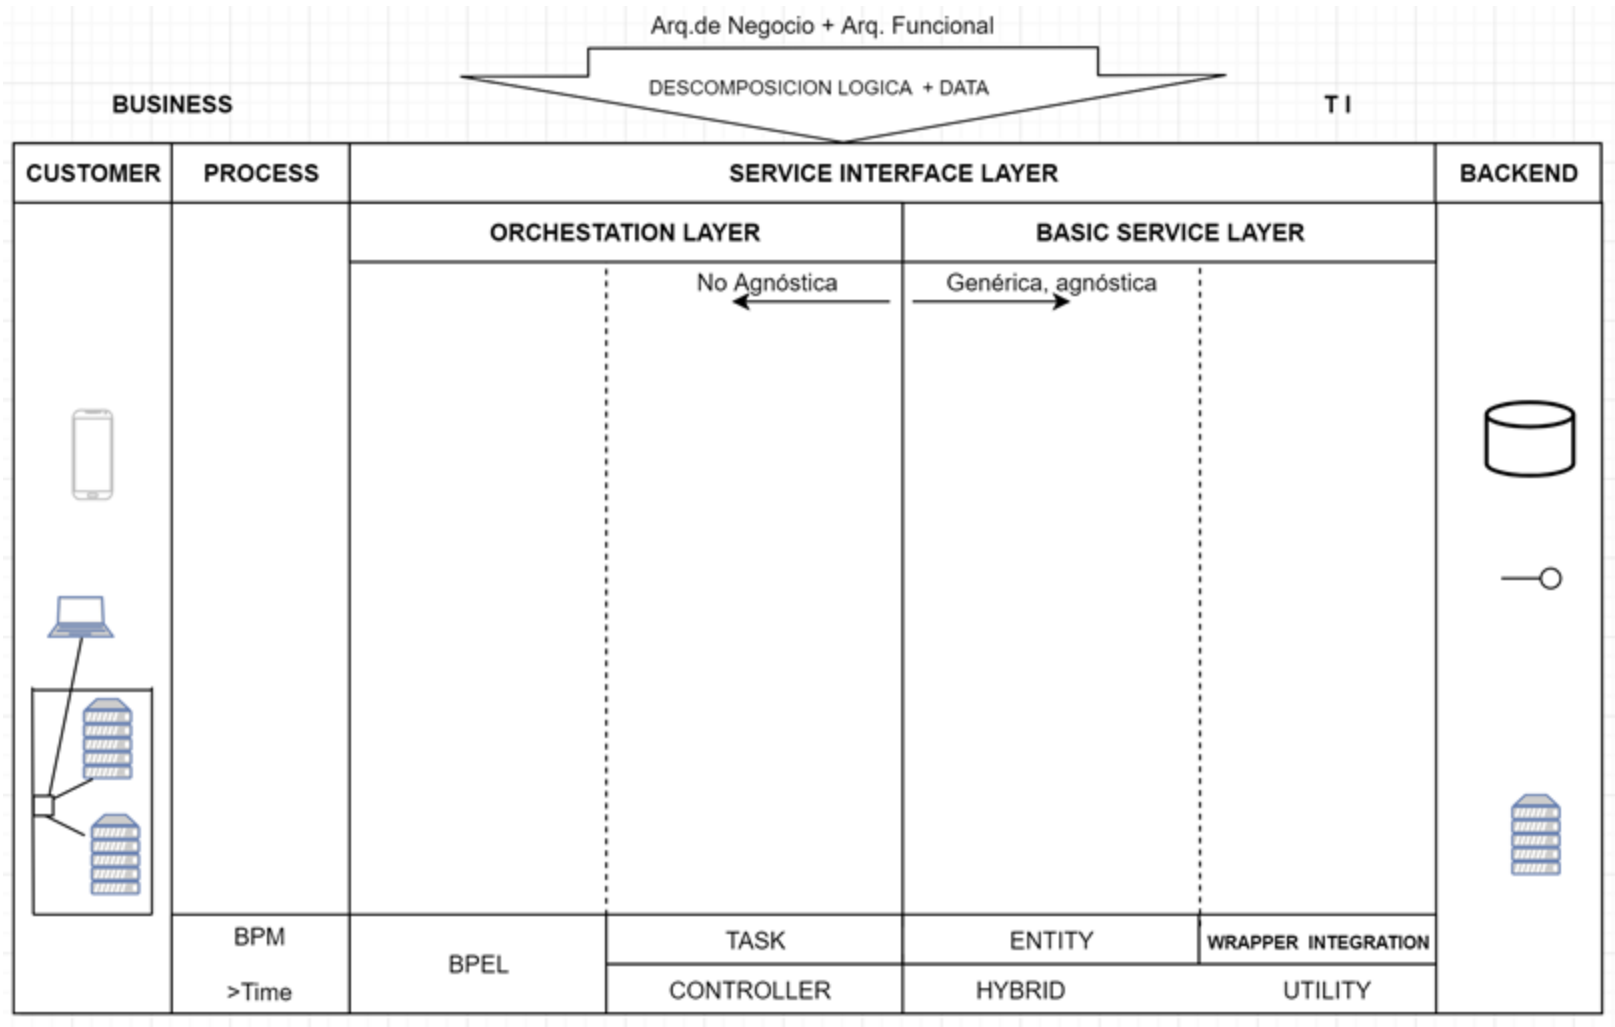 Arq.de Negocio + Arq. Funcional
DESCOMPOSICION LOGICA + DATA
BUSINESS
T I
CUSTOMER
PROCESS
SERVICE INTERFACE LAYER
BACKEND
ORCHESTATION LAYER
BASIC SERVICE LAYER
No Agnóstica
Genérica, agnóstica
BPM
>Time
BPEL
TASK
ENTITY
WRAPPER INTEGRATION
CONTROLLER
HYBRID
UTILITY